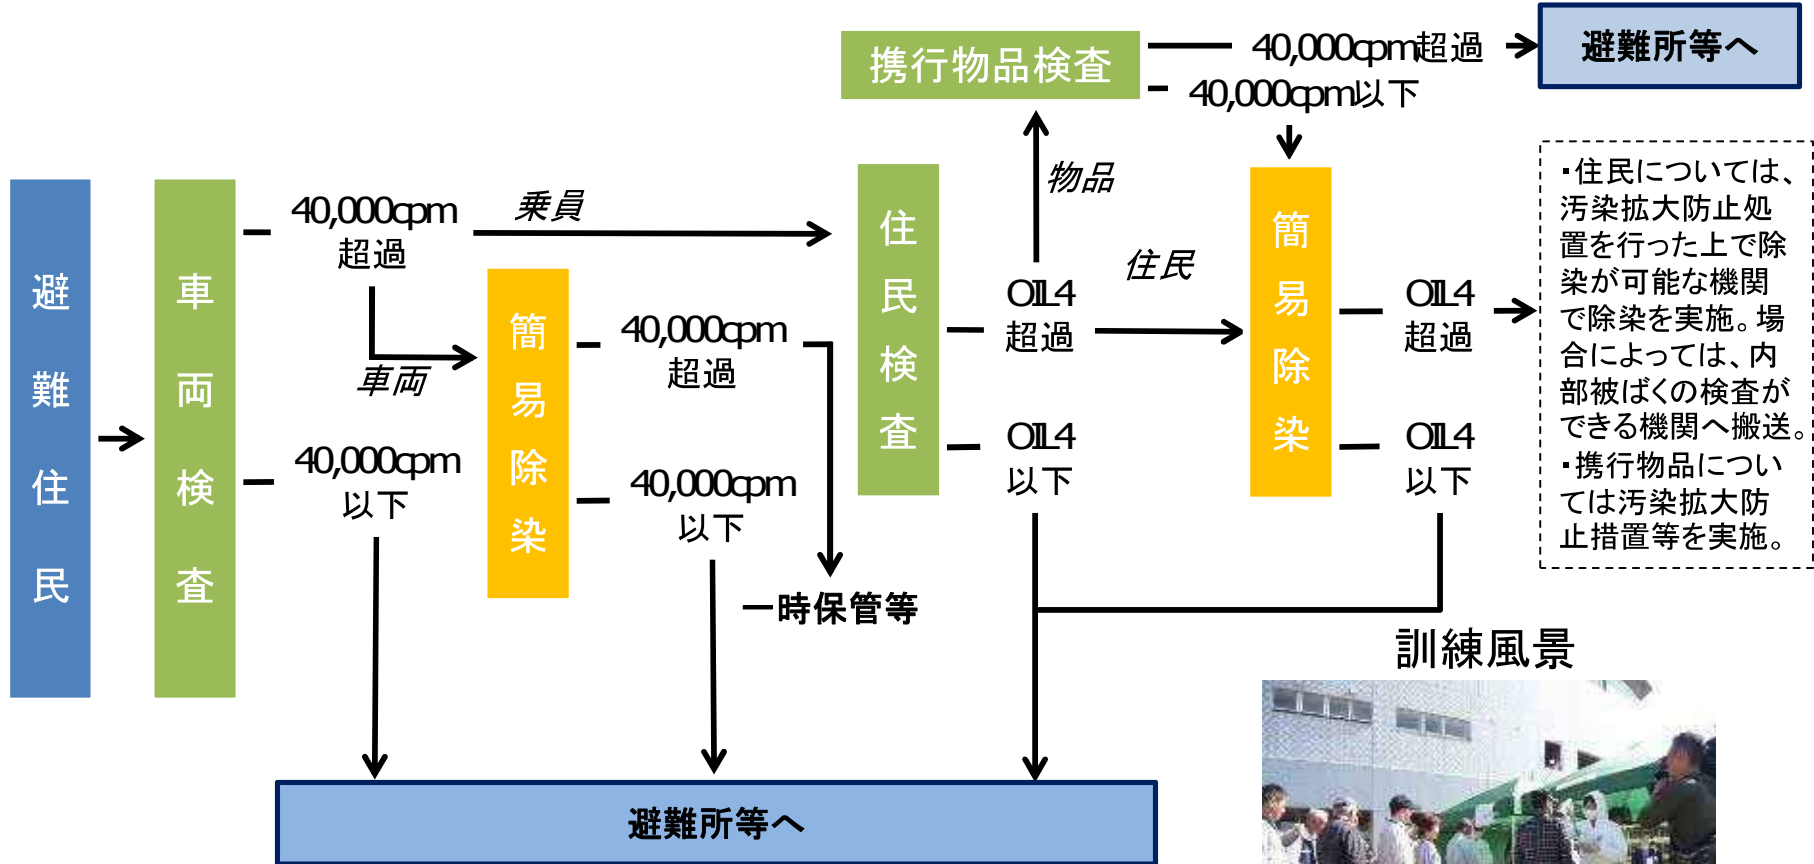 避難住民
車両検査
40,000cpm
超過
乗員
車両
40,000cpm
以下
簡易除染
40,000cpm
超過
40,000cpm
以下
一時保管等
住民検査
物品
携行物品検査
40,000cpm超過
40,000cpm以下
避難所等へ
OIL4
超過
住民
OIL4
以下
簡易除染
OIL4
超過
OIL4
以下
・住民については、
汚染拡大防止処
置を行った上で除
染が可能な機関
で除染を実施。場
合によっては、内
部被ばくの検査が
できる機関へ搬送。
・携行物品につい
ては汚染拡大防
止措置等を実施。
訓練風景
避難所等へ